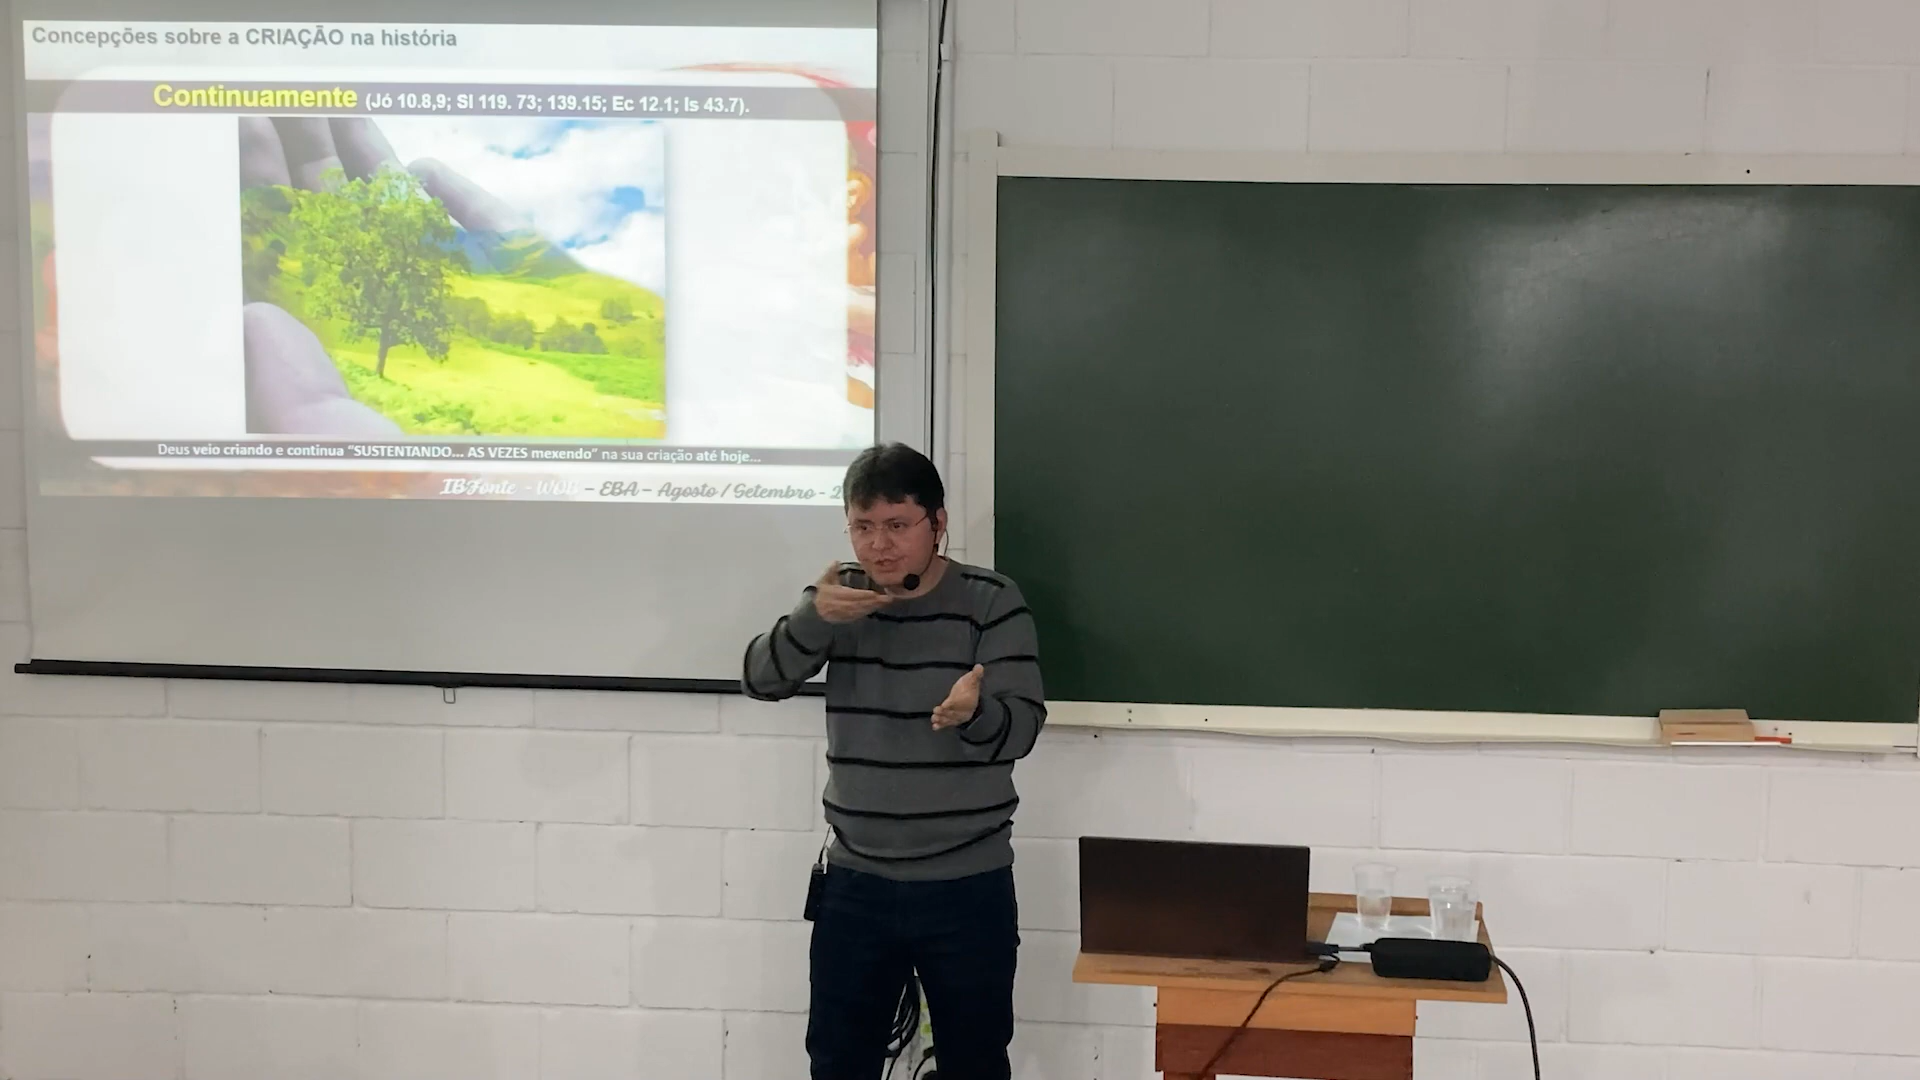 Concepções sobre a CRIAÇÃO na história
Continuamente (Jó 10.8,9; Sl 119. 73; 139.15; Ec 12.1; Is 43.7).
Deus veio criando e continua “SUSTENTANDO... AS VEZES mexendo” na sua criação até hoje...
IBFonte - WDB - EBA - Agosto / Setembro - 2